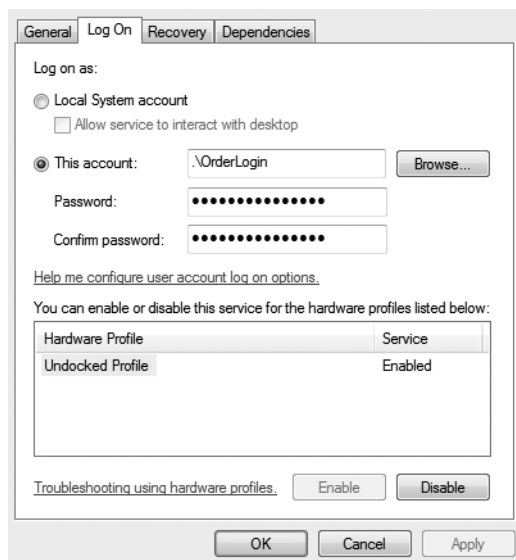 General Log On Recovery Dependencies
Log on as:
Local System account
Allow service to interact with desktop
This account: .\OrderLogin Browse...
Password: •••••••••••••••
Confirm password: •••••••••••••••
Help me configure user account log on options.
You can enable or disable this service for the hardware profiles listed below:
Hardware Profile Service
Undocked Profile Enabled
Troubleshooting using hardware profiles. Enable Disable
OK Cancel Apply